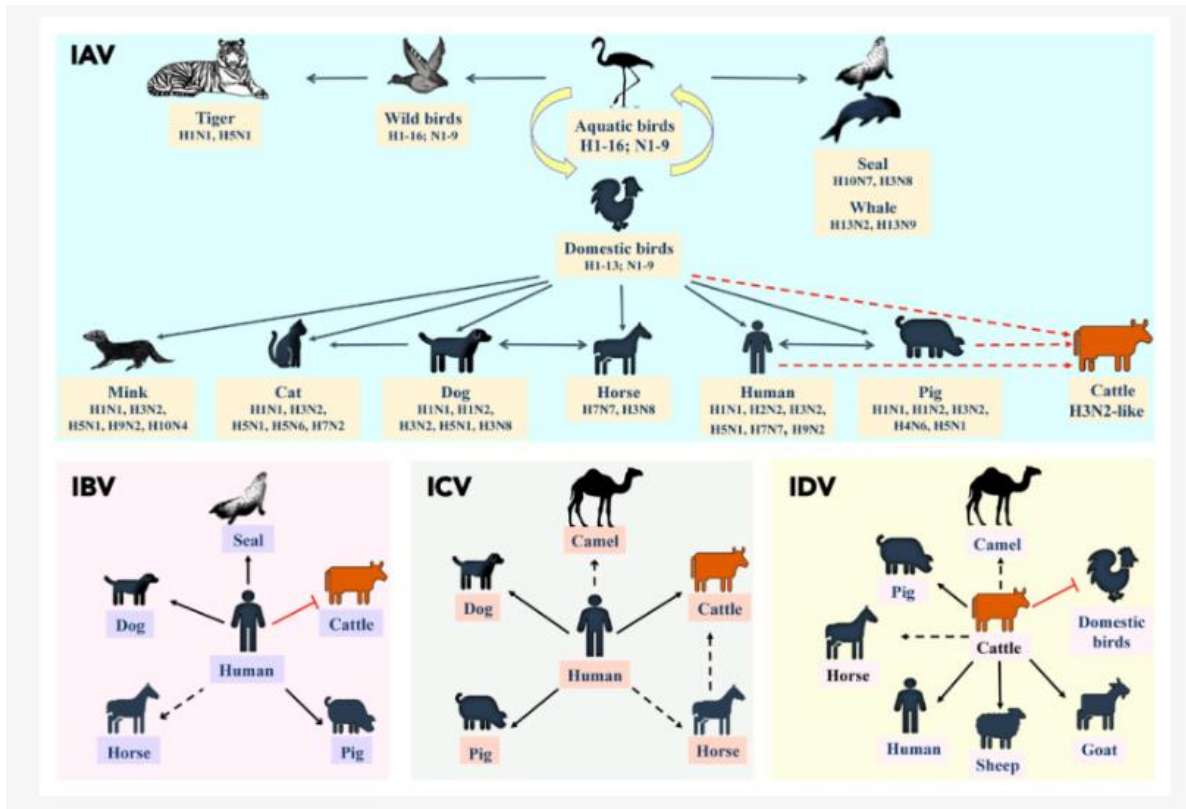 IAV
Tiger
H1N1, H5N1
Wild birds
H1-16; N1-9
Aquatic birds
H1-16; N1-9
Seal
H10N7, H3N8
Whale
H13N2, H13N9
Domestic birds
H1-13; N1-9
Mink
H1N1, H3N2,
H5N1, H9N2, H10N4
Cat
H1N1, H3N2,
H5N1, H5N6, H7N2
Dog
H1N1, H1N2,
H3N2, H5N1, H3N8
Horse
H7N7, H3N8
Human
H1N1, H2N2, H3N2,
H5N1, H7N7, H9N2
Pig
H1N1, H1N2, H3N2,
H4N6, H5N1
Cattle
H3N2-like
IBV
Seal
Dog
Cattle
Human
Horse
Pig
ICV
Camel
Dog
Cattle
Human
Pig
Horse
IDV
Camel
Pig
Domestic
birds
Cattle
Horse
Human
Sheep
Goat